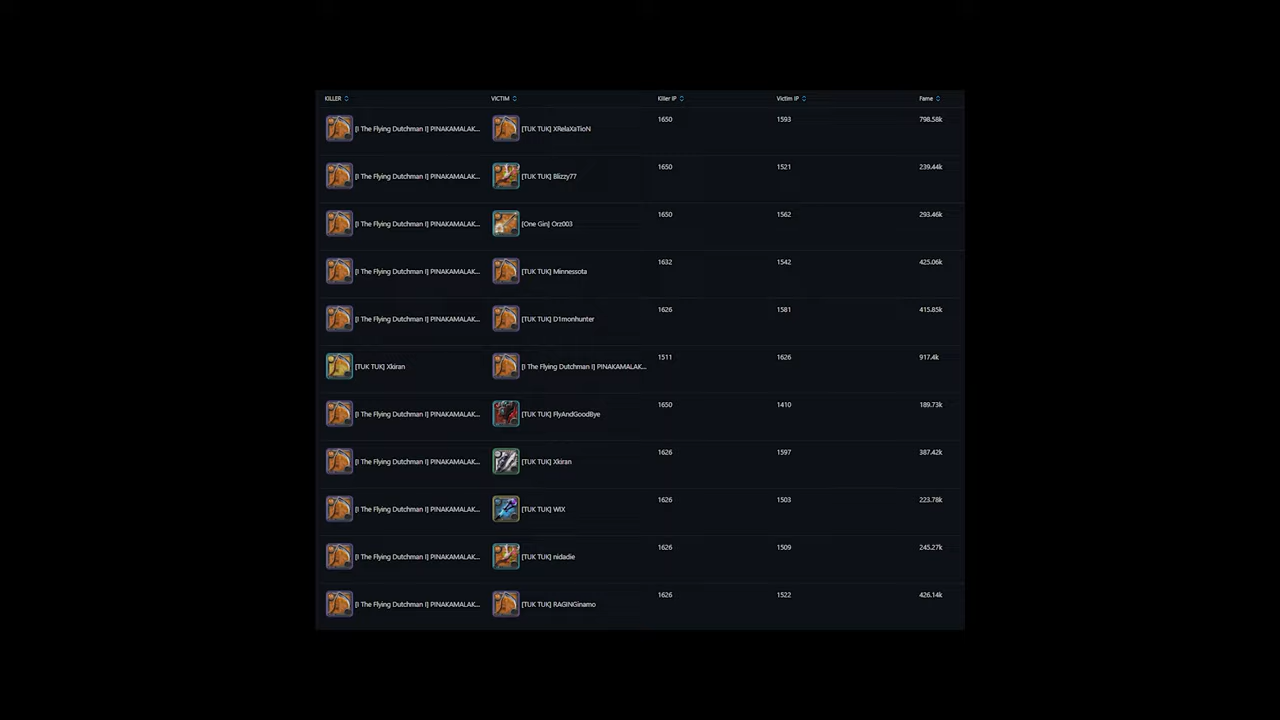 KILLER VICTIM Killer IP Victim IP Fame
[I The Flying Dutchman I] PINAKAMALAK... [TUK TUK] XRelaXaTioN 1650 1593 798.58k
[I The Flying Dutchman I] PINAKAMALAK... [TUK TUK] Blizzy77 1650 1521 239.44k
[I The Flying Dutchman I] PINAKAMALAK... [One Gin] Orz003 1650 1562 293.46k
[I The Flying Dutchman I] PINAKAMALAK... [TUK TUK] Minnessota 1632 1542 425.06k
[I The Flying Dutchman I] PINAKAMALAK... [TUK TUK] D1monhunter 1626 1581 415.85k
[TUK TUK] Xkiran [I The Flying Dutchman I] PINAKAMALAK... 1511 1626 917.4k
[I The Flying Dutchman I] PINAKAMALAK... [TUK TUK] FlyAndGoodBye 1650 1410 189.73k
[I The Flying Dutchman I] PINAKAMALAK... [TUK TUK] Xkiran 1626 1597 387.42k
[I The Flying Dutchman I] PINAKAMALAK... [TUK TUK] WIX 1626 1503 223.78k
[I The Flying Dutchman I] PINAKAMALAK... [TUK TUK] nidadie 1626 1509 245.27k
[I The Flying Dutchman I] PINAKAMALAK... [TUK TUK] RAGINGinamo 1626 1522 426.14k